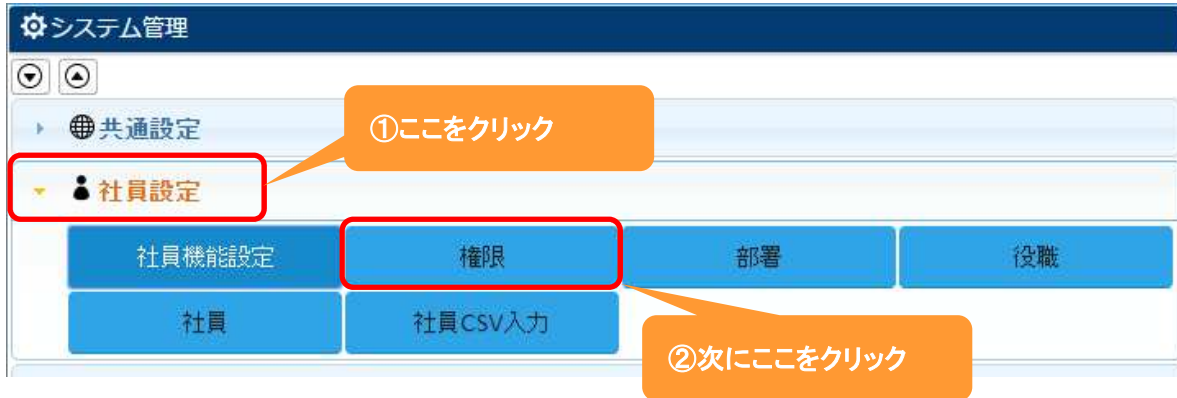 システム管理
共通設定
①ここをクリック
社員設定
社員機能設定
権限
部署
役職
社員
社員CSV入力
②次にここをクリック